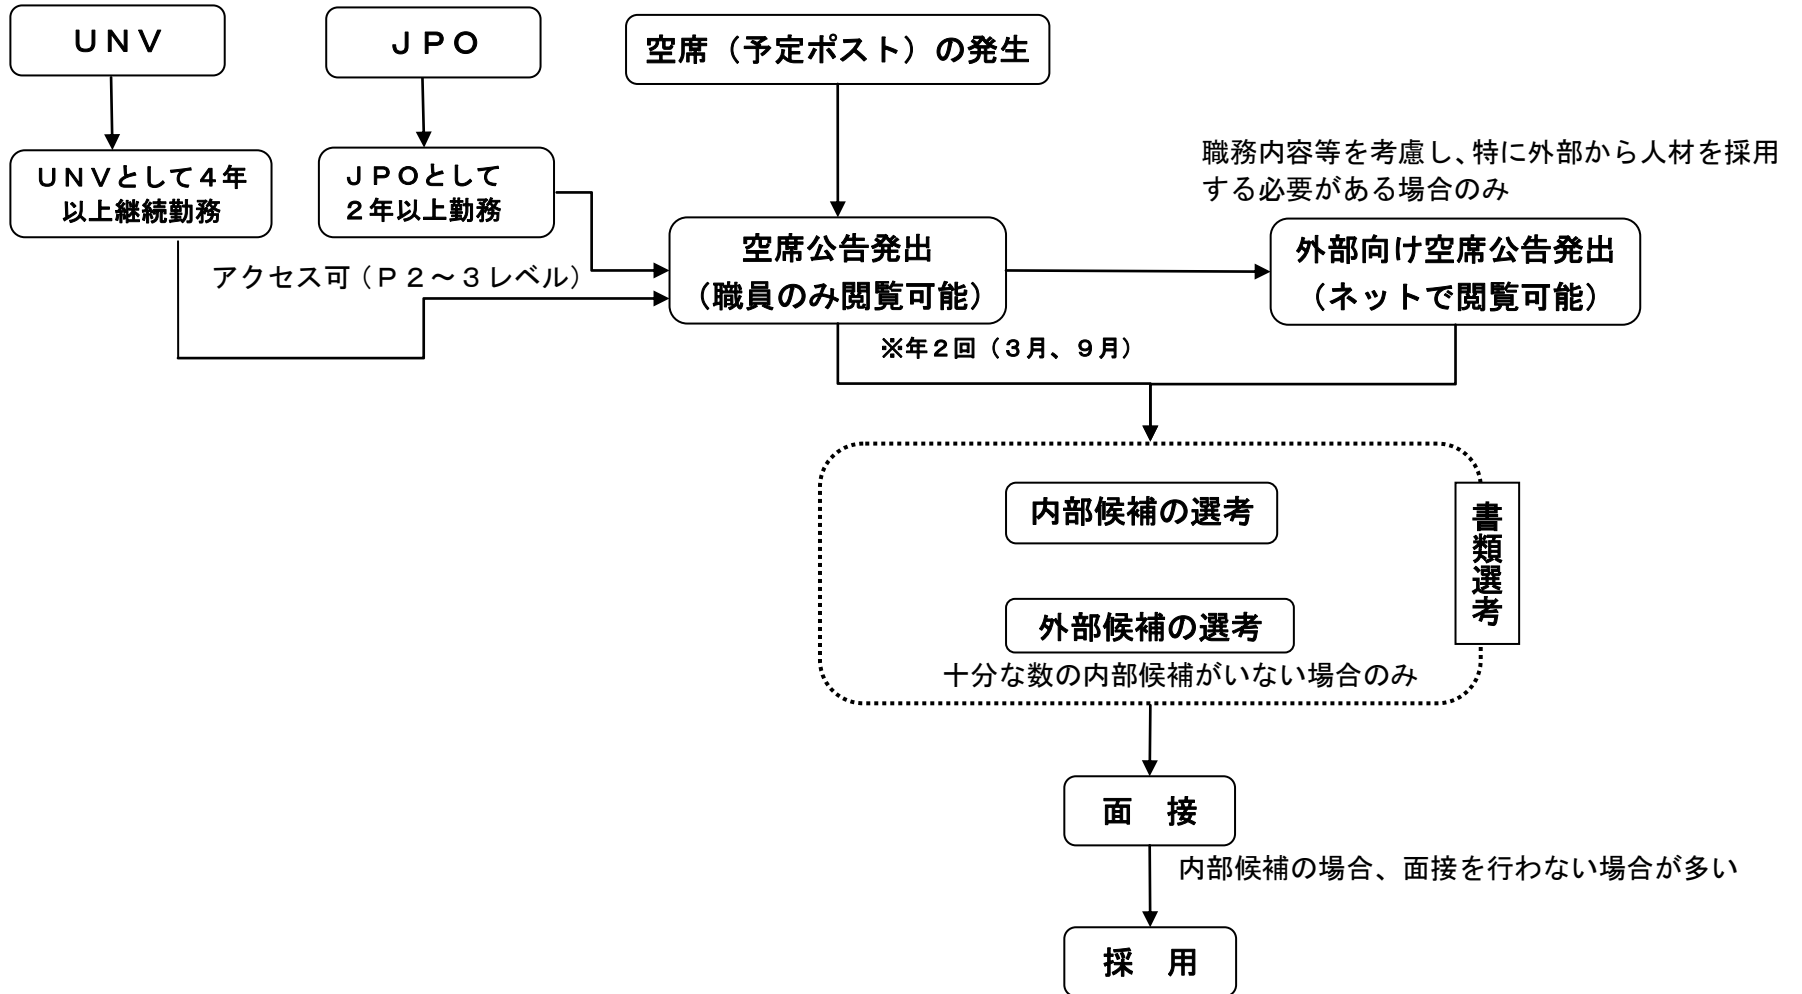 ＵＮＶ
ＪＰＯ
空席（予定ポスト）の発生
ＵＮＶとして４年
以上継続勤務
ＪＰＯとして
２年以上勤務
職務内容等を考慮し、特に外部から人材を採用
する必要がある場合のみ
アクセス可（Ｐ２～３レベル）
空席公告発出
（職員のみ閲覧可能）
外部向け空席公告発出
（ネットで閲覧可能）
※年２回（３月、９月）
内部候補の選考
外部候補の選考
十分な数の内部候補がいない場合のみ
書類選考
面　接
内部候補の場合、面接を行わない場合が多い
採　用